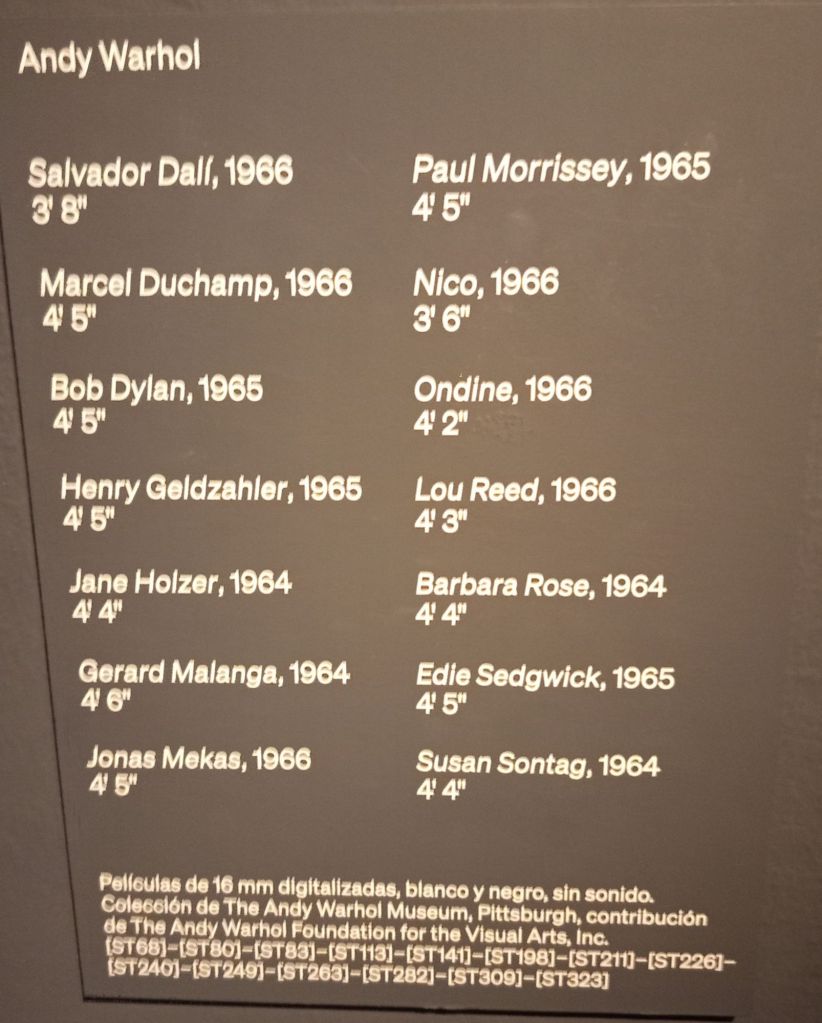 Andy Warhol
Salvador Dalí, 1966
3' 8"
Marcel Duchamp, 1966
4' 5"
Bob Dylan, 1965
4' 5"
Henry Geldzahler, 1965
4' 5"
Jane Holzer, 1964
4' 4"
Gerard Malanga, 1964
4' 6"
Jonas Mekas, 1966
4' 5"
Paul Morrissey, 1965
4' 5"
Nico, 1966
3' 6"
Ondine, 1966
4' 2"
Lou Reed, 1966
4' 3"
Barbara Rose, 1964
4' 4"
Edie Sedgwick, 1965
4' 5"
Susan Sontag, 1964
4' 4"
Películas de 16 mm digitalizadas, blanco y negro, sin sonido.
Colección de The Andy Warhol Museum, Pittsburgh, contribución
de The Andy Warhol Foundation for the Visual Arts, Inc.
[ST68]–[ST80]–[ST83]–[ST113]–[ST141]–[ST198]–[ST211]–[ST226]–
[ST240]–[ST249]–[ST263]–[ST282]–[ST309]–[ST323]